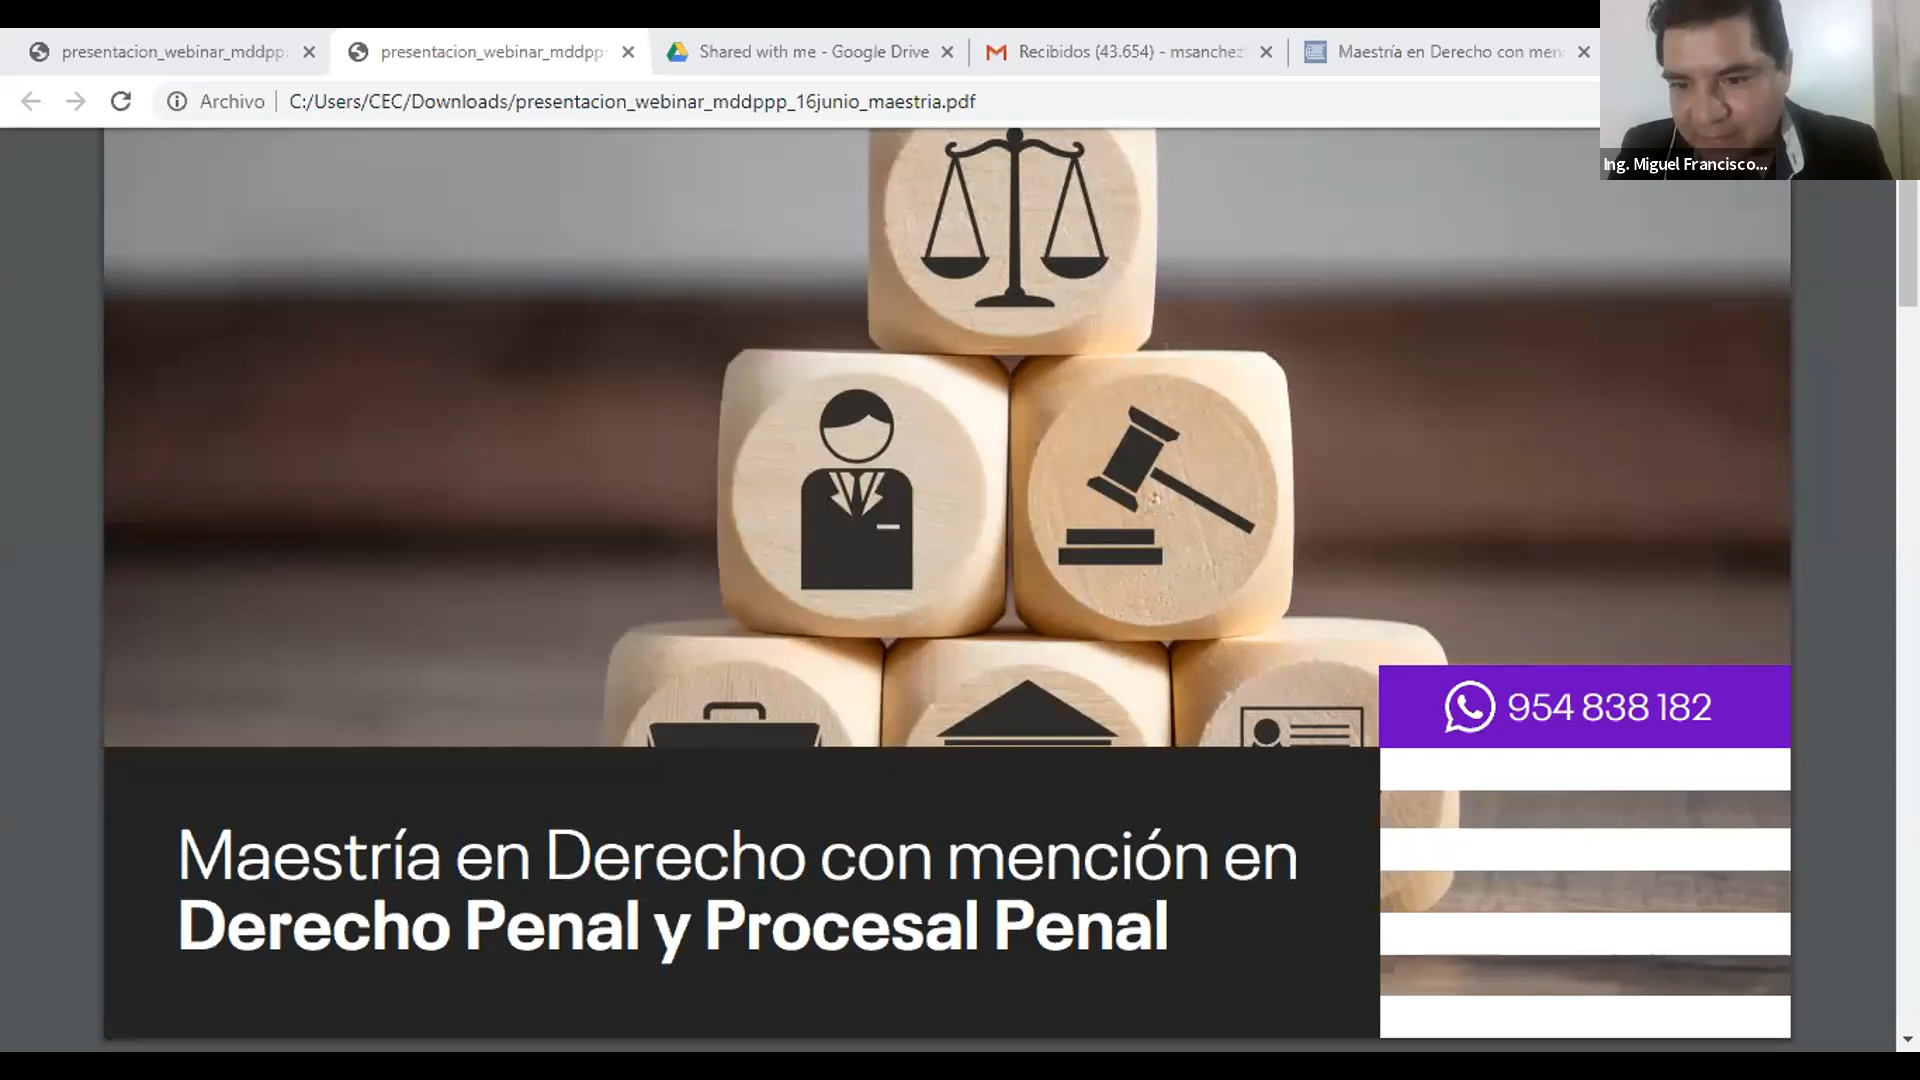 presentacion_webinar_mddpp
presentacion_webinar_mddpp
Shared with me - Google Drive
Recibidos (43.654) - msanchez
Maestría en Derecho con men
Archivo
C:/Users/CEC/Downloads/presentacion_webinar_mddppp_16junio_maestria.pdf
Ing. Miguel Francisco...
954 838 182
Maestría en Derecho con mención en
Derecho Penal y Procesal Penal